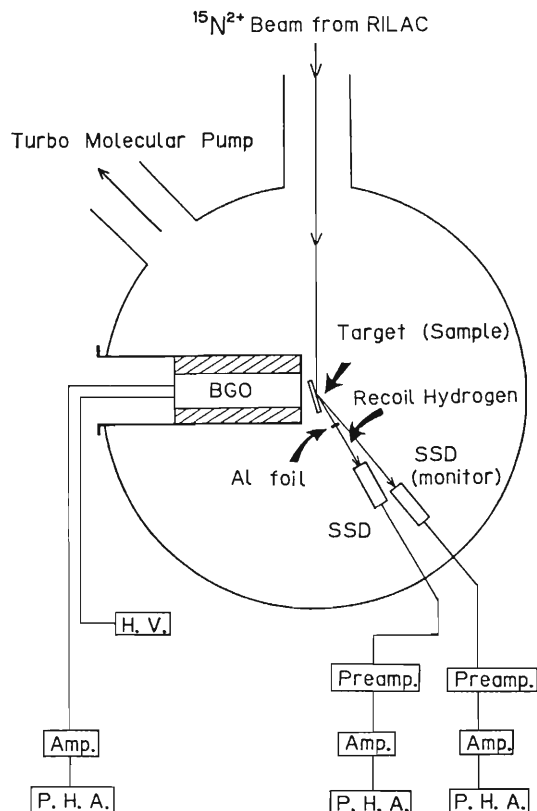 ¹⁵N²⁺ Beam from RILAC
Turbo Molecular Pump
Target (Sample)
BGO
Recoil Hydrogen
SSD
(monitor)
Al foil
SSD
H. V.
Preamp.
Preamp.
Amp.
Amp.
Amp.
P. H. A.
P. H. A.
P. H. A.